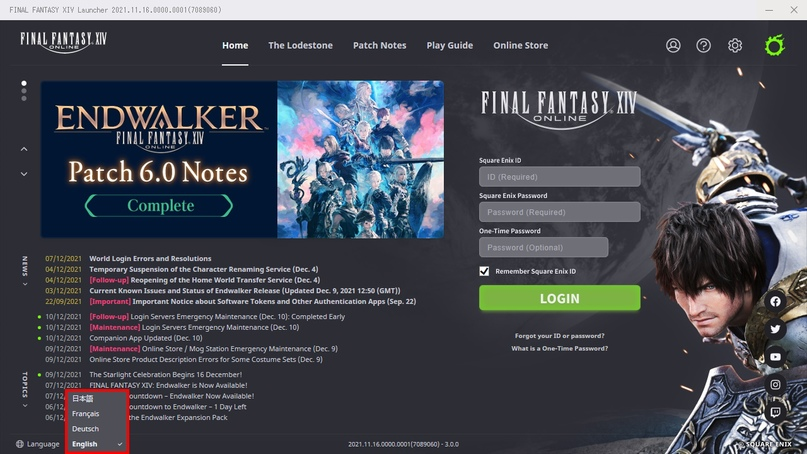 FINAL FANTASY XIV Launcher 2021.11.16.0000.0001(7089060)
FINAL FANTASY XIV
ONLINE
Home
The Lodestone
Patch Notes
Play Guide
Online Store
ENDWALKER
FINAL FANTASY XIV
ONLINE
Patch 6.0 Notes
Complete
NEWS
07/12/2021 World Login Errors and Resolutions
04/12/2021 Temporary Suspension of the Character Renaming Service (Dec. 4)
04/12/2021 [Follow-up] Reopening of the Home World Transfer Service (Dec. 4)
03/12/2021 Current Known Issues and Status of Endwalker Release (Updated Dec. 9, 2021 12:50 (GMT))
22/09/2021 [Important] Important Notice about Software Tokens and Other Authentication Apps (Sep. 22)
10/12/2021 [Follow-up] Login Servers Emergency Maintenance (Dec. 10): Completed Early
10/12/2021 [Maintenance] Login Servers Emergency Maintenance (Dec. 10)
10/12/2021 Companion App Updated (Dec. 10)
09/12/2021 [Maintenance] Online Store / Mog Station Emergency Maintenance (Dec. 9)
09/12/2021 Online Store Product Description Errors for Some Costume Sets (Dec. 9)
TOPICS
09/12/2021 The Starlight Celebration Begins 16 December!
07/12/2021 FINAL FANTASY XIV: Endwalker is Now Available!
07/12 ountdown – Endwalker Now Available!
06/12 ountdown to Endwalker – 1 Day Left
06/12 the Endwalker Expansion Pack
日本語
Français
Deutsch
English
Language
2021.11.16.0000.0001(7089060) - 3.0.0
FINAL FANTASY XIV
ONLINE
Square Enix ID
ID (Required)
Square Enix Password
Password (Required)
One-Time Password
Password (Optional)
Remember Square Enix ID
LOGIN
Forgot your ID or password?
What is a One-Time Password?
SQUARE ENIX